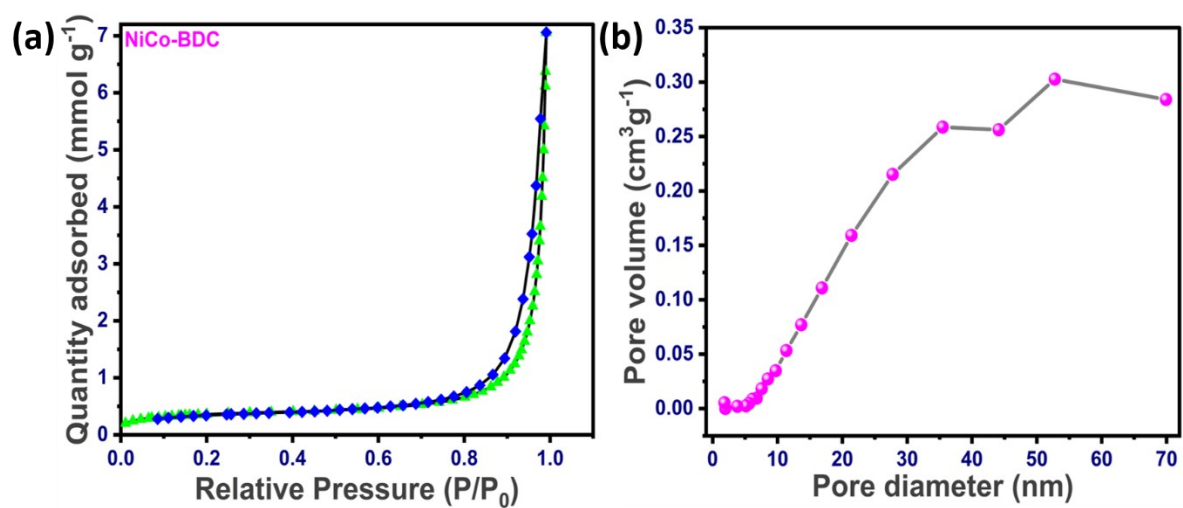 (a)
NiCo-BDC
Quantity adsorbed (mmol g⁻¹)
7
6
5
4
3
2
1
0
0.0 0.2 0.4 0.6 0.8 1.0
Relative Pressure (P/P₀)
(b)
Pore volume (cm³g⁻¹)
0.35
0.30
0.25
0.20
0.15
0.10
0.05
0.00
0 10 20 30 40 50 60 70
Pore diameter (nm)